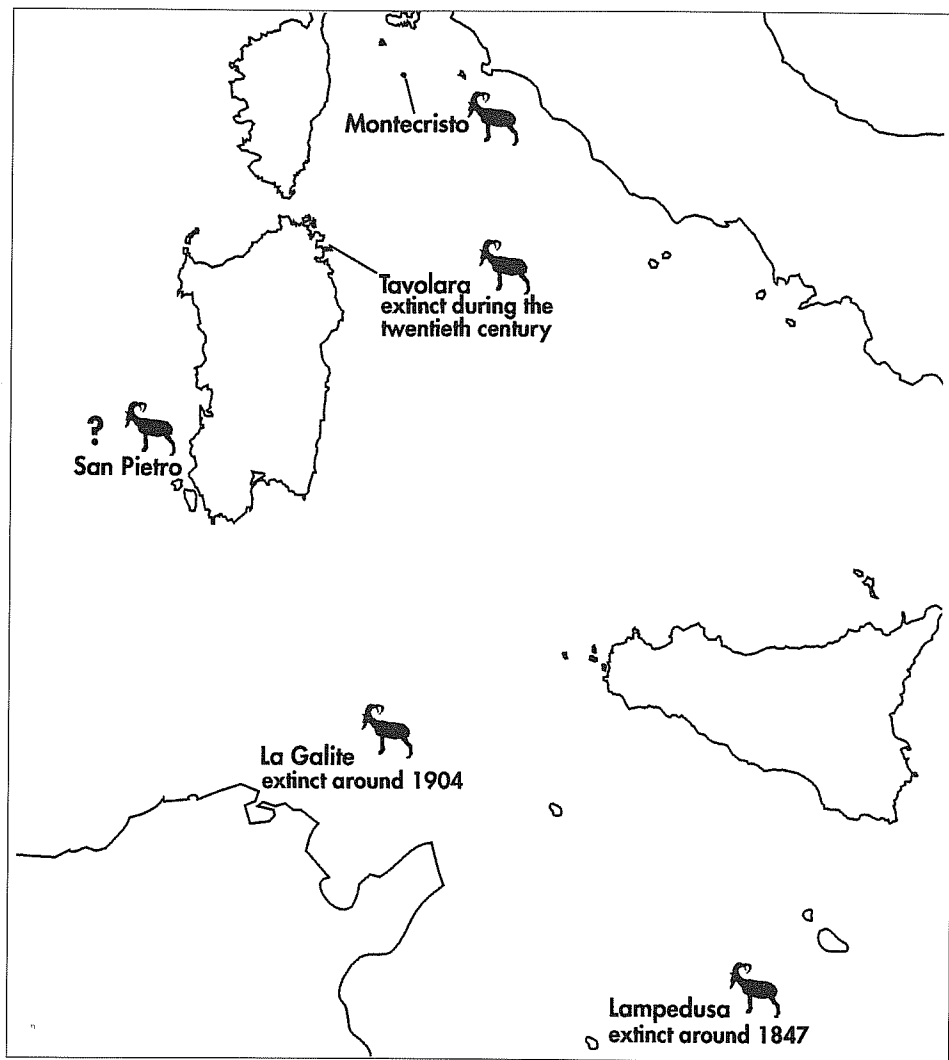 Montecristo
Tavolara
extinct during the
twentieth century
?
San Pietro
La Galite
extinct around 1904
Lampedusa
extinct around 1847